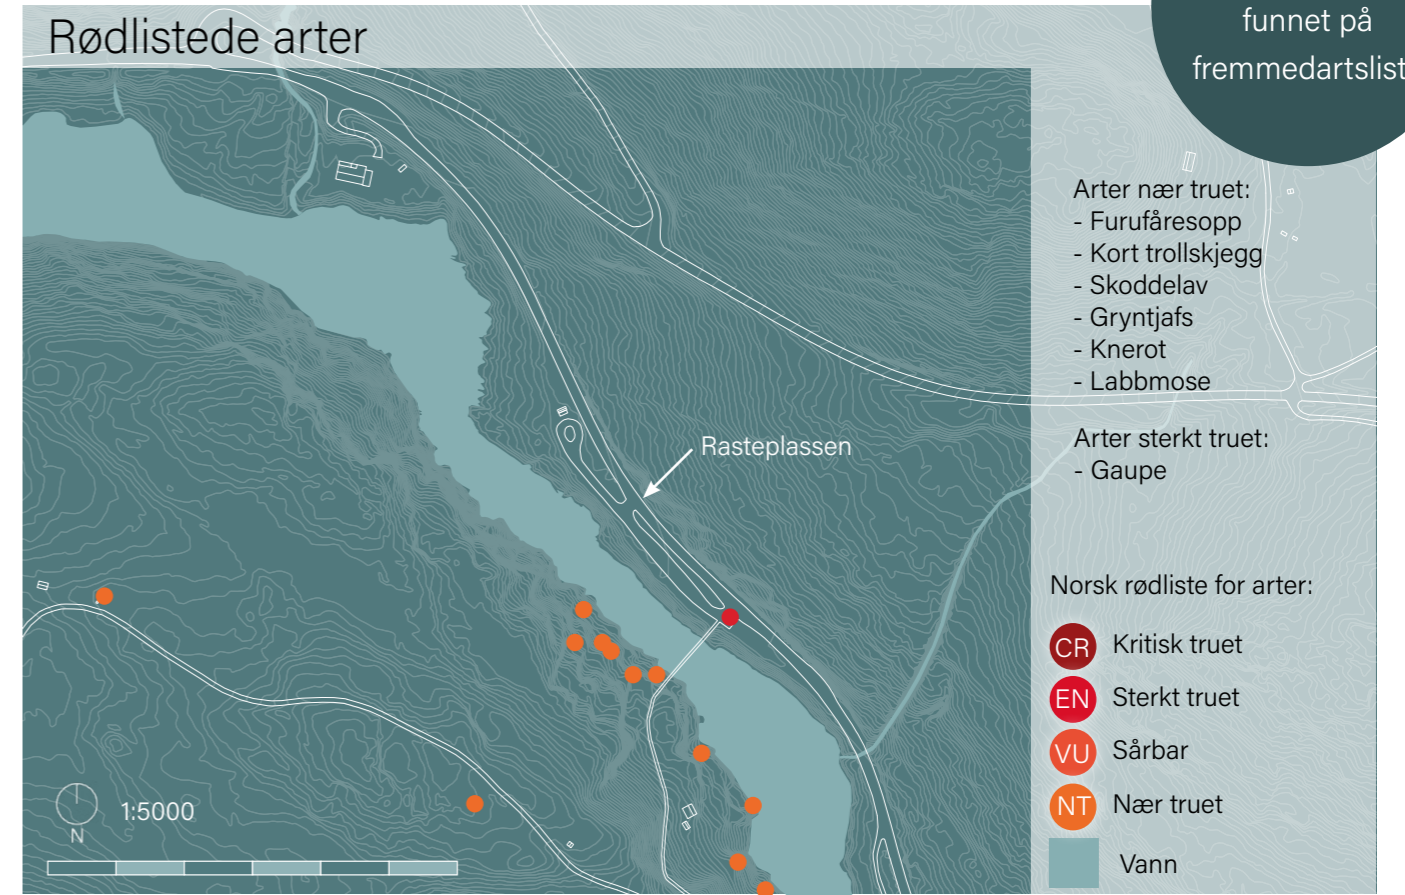 Rødlistede arter
funnet på
fremmedartslist
Arter nær truet:
- Furufåresopp
- Kort trollskjegg
- Skoddelav
- Gryntjafs
- Knerot
- Labbmose
Arter sterkt truet:
- Gaupe
Rasteplassen
Norsk rødliste for arter:
CR Kritisk truet
EN Sterkt truet
VU Sårbar
NT Nær truet
Vann
1:5000
N